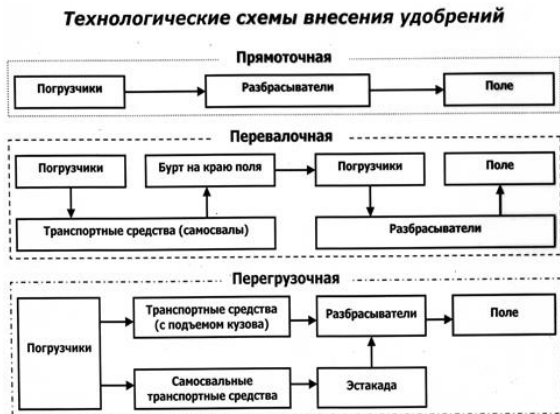 Технологические схемы внесения удобрений
Прямоточная
Погрузчики
Разбрасыватели
Поле
Перевалочная
Погрузчики
Бурт на краю поля
Погрузчики
Поле
Транспортные средства (самосвалы)
Разбрасыватели
Перегрузочная
Погрузчики
Транспортные средства
(с подъемом кузова)
Разбрасыватели
Поле
Самосвальные
транспортные средства
Эстакада